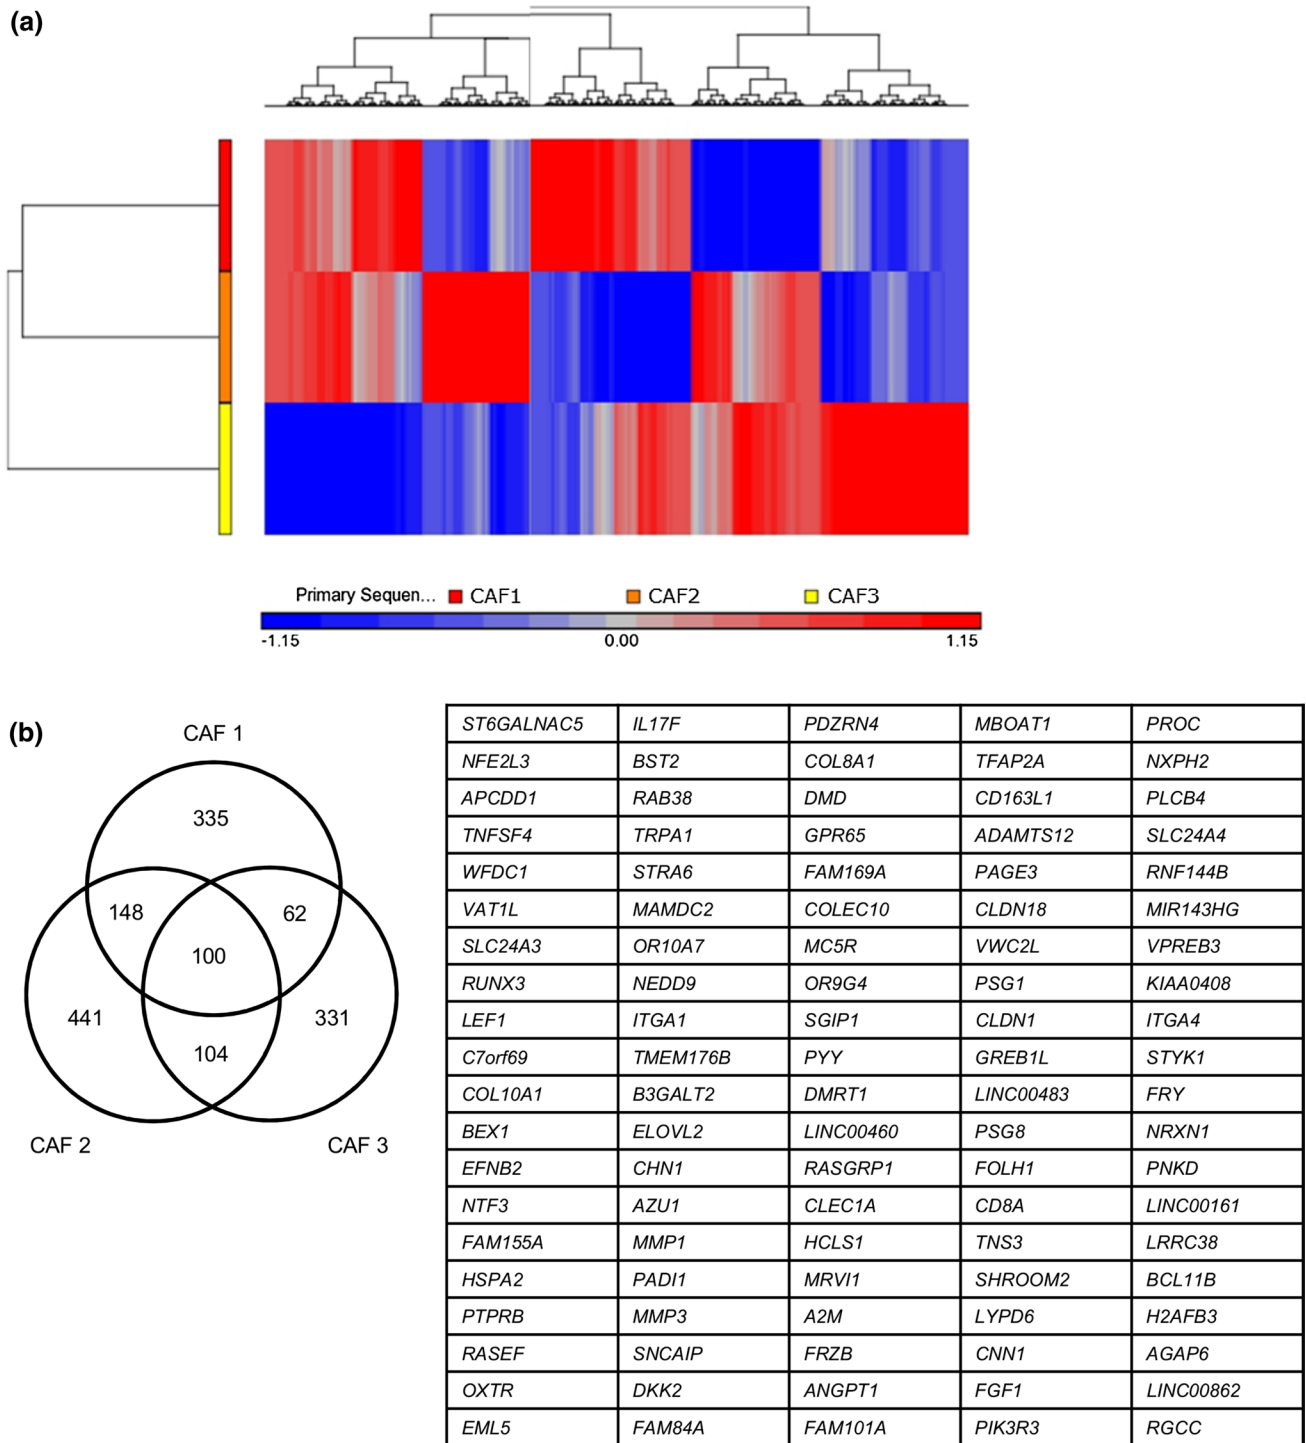 (a)
Primary Sequen... CAF1 CAF2 CAF3
-1.15 0.00 1.15
(b)
CAF 1
335
148 62
100
441 331
104
CAF 2 CAF 3
ST6GALNAC5 IL17F PDZRN4 MBOAT1 PROC
NFE2L3 BST2 COL8A1 TFAP2A NXPH2
APCDD1 RAB38 DMD CD163L1 PLCB4
TNFSF4 TRPA1 GPR65 ADAMTS12 SLC24A4
WFDC1 STRA6 FAM169A PAGE3 RNF144B
VAT1L MAMDC2 COLEC10 CLDN18 MIR143HG
SLC24A3 OR10A7 MC5R VWC2L VPREB3
RUNX3 NEDD9 OR9G4 PSG1 KIAA0408
LEF1 ITGA1 SGIP1 CLDN1 ITGA4
C7orf69 TMEM176B PYY GREB1L STYK1
COL10A1 B3GALT2 DMRT1 LINC00483 FRY
BEX1 ELOVL2 LINC00460 PSG8 NRXN1
EFNB2 CHN1 RASGRP1 FOLH1 PNKD
NTF3 AZU1 CLEC1A CD8A LINC00161
FAM155A MMP1 HCLS1 TNS3 LRRC38
HSPA2 PADI1 MRVI1 SHROOM2 BCL11B
PTPRB MMP3 A2M LYPD6 H2AFB3
RASEF SNCAIP FRZB CNN1 AGAP6
OXTR DKK2 ANGPT1 FGF1 LINC00862
EML5 FAM84A FAM101A PIK3R3 RGCC